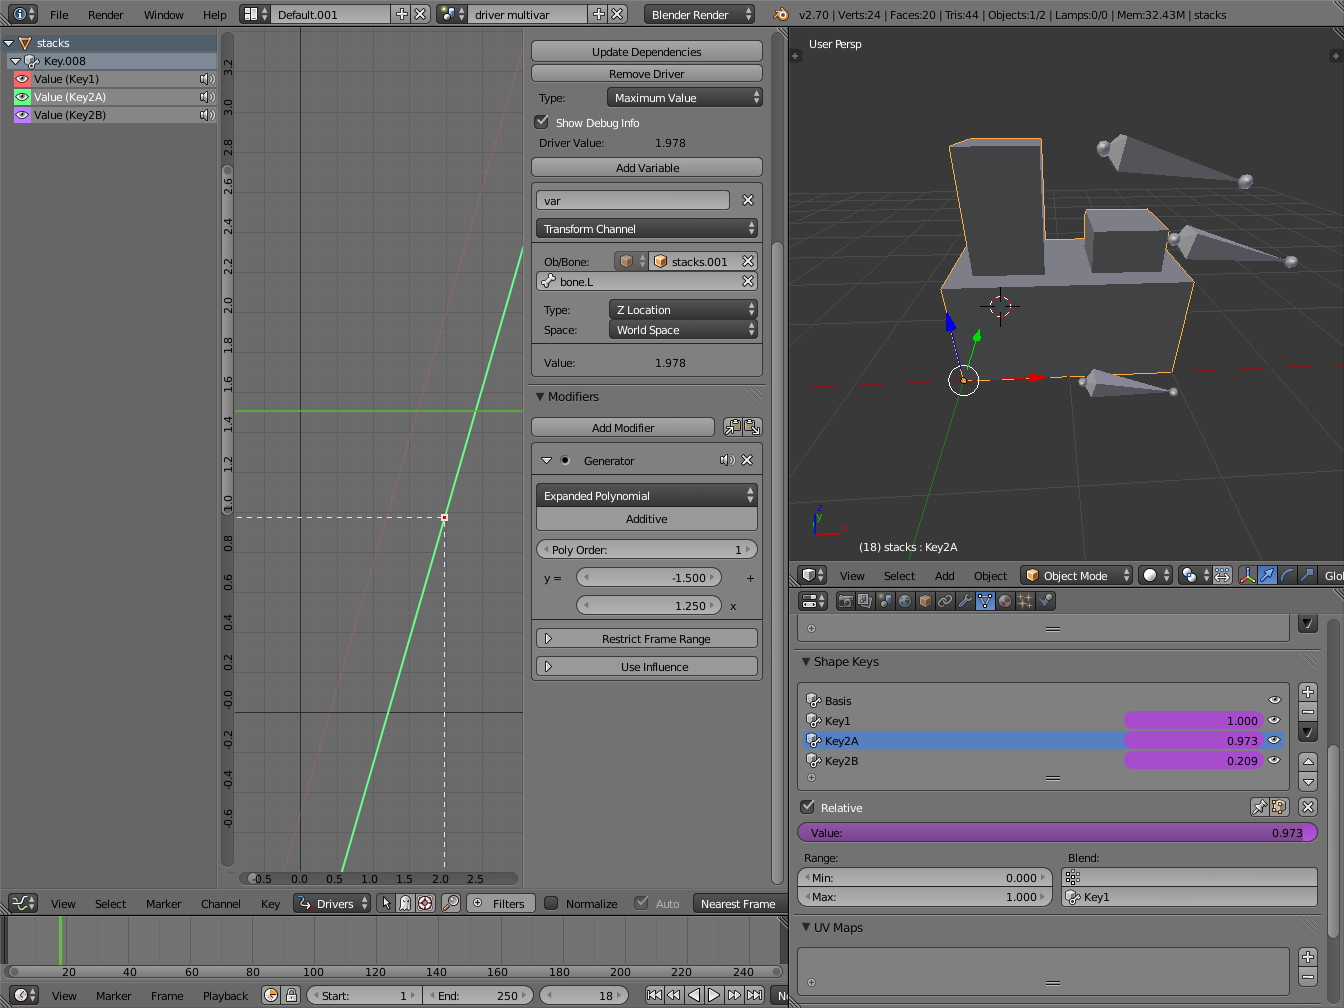 File Render Window Help Default.001 driver multivar Blender Render v2.70 | Verts:24 | Faces:20 | Tris:44 | Objects:1/2 | Lamps:0/0 | Mem:32.43M | stacks
stacks
Key.008
Value (Key1)
Value (Key2A)
Value (Key2B)
3.2
3.0
2.8
2.6
2.4
2.2
2.0
1.8
1.6
1.4
1.2
1.0
0.8
0.6
0.4
0.2
-0.0
-0.2
-0.4
-0.6
-0.5 0.0 0.5 1.0 1.5 2.0 2.5
Update Dependencies
Remove Driver
Type: Maximum Value
Show Debug Info
Driver Value: 1.978
Add Variable
var
Transform Channel
Ob/Bone: stacks.001
bone.L
Type: Z Location
Space: World Space
Value: 1.978
Modifiers
Add Modifier
Generator
Expanded Polynomial
Additive
Poly Order: 1
y = -1.500 +
1.250 x
Restrict Frame Range
Use Influence
View Select Marker Channel Key Drivers Filters Normalize Auto Nearest Frame
20 40 60 80 100 120 140 160 180 200 220 240
View Marker Frame Playback Start: 1 End: 250 18
User Persp
z
y
x
(18) stacks : Key2A
View Select Add Object Object Mode Glo
Shape Keys
Basis
Key1 1.000
Key2A 0.973
Key2B 0.209
Relative
Value: 0.973
Range: Blend:
Min: 0.000
Max: 1.000 Key1
UV Maps